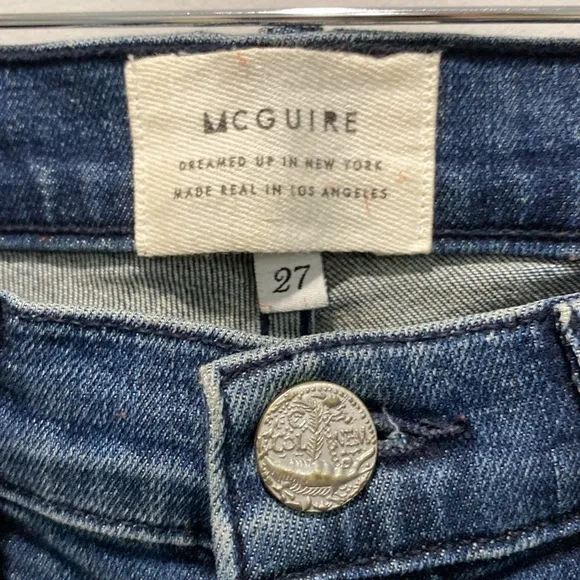 MCGUIRE
DREAMED UP IN NEW YORK
MADE REAL IN LOS ANGELES
27